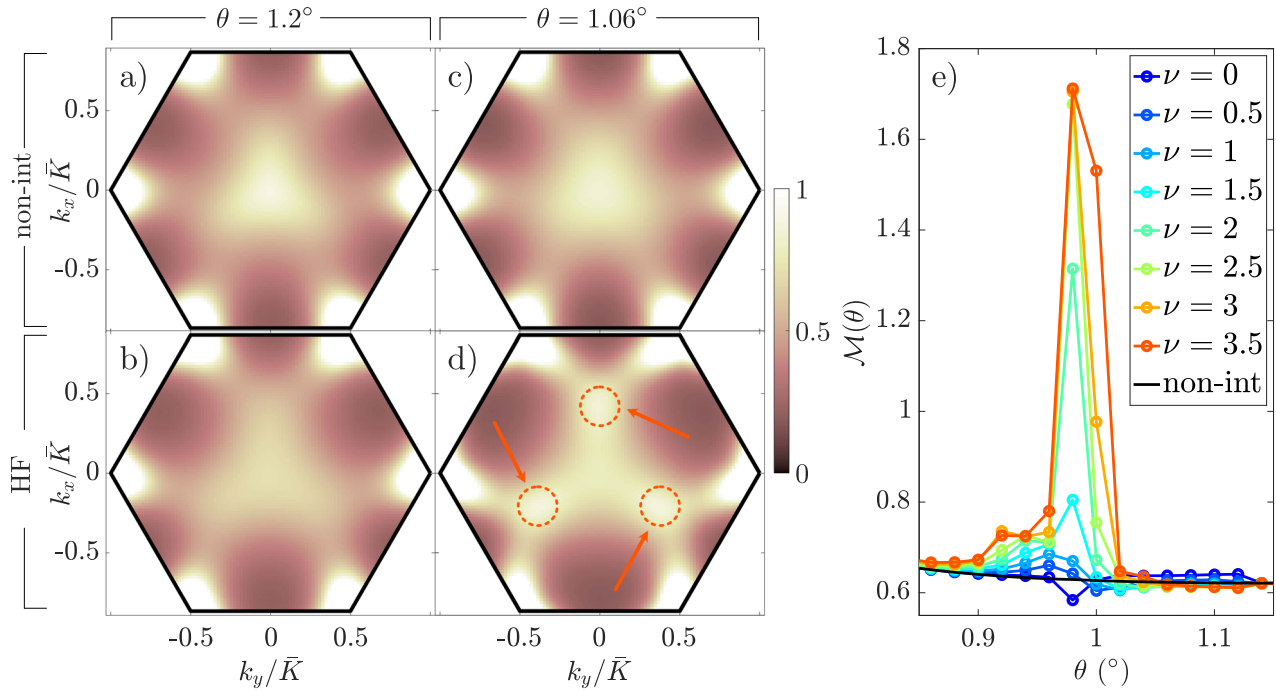 θ = 1.2°
θ = 1.06°
non-int
HF
a)
c)
b)
d)
e)
k_x/K̄
0.5
0
-0.5
k_x/K̄
0.5
0
-0.5
-0.5
0
0.5
k_y/K̄
-0.5
0
0.5
k_y/K̄
1
0.5
0
ℳ(θ)
1.8
1.6
1.4
1.2
1
0.8
0.6
0.9
1
1.1
θ (°)
ν = 0
ν = 0.5
ν = 1
ν = 1.5
ν = 2
ν = 2.5
ν = 3
ν = 3.5
non-int